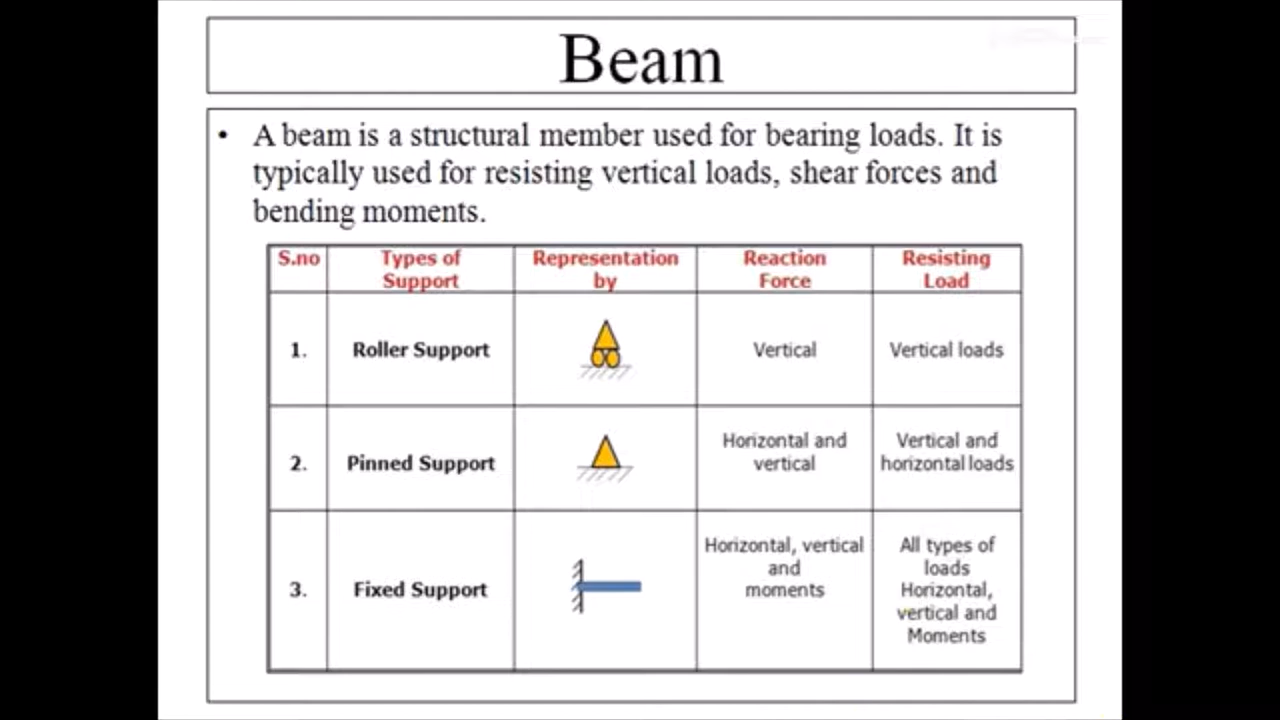 Beam
• A beam is a structural member used for bearing loads. It is
typically used for resisting vertical loads, shear forces and
bending moments.
S.no Types of Support Representation by Reaction Force Resisting Load
1. Roller Support Vertical Vertical loads
2. Pinned Support Horizontal and vertical Vertical and horizontal loads
3. Fixed Support Horizontal, vertical and moments All types of loads Horizontal, vertical and Moments